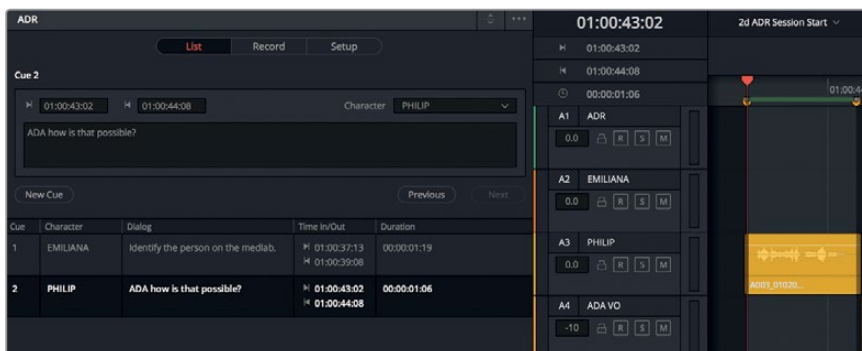 ADR
List Record Setup
Cue 2
01:00:43:02 01:00:44:08 Character PHILIP
ADA how is that possible?
New Cue Previous Next
Cue Character Dialog Time In/Out Duration
1 EMILIANA Identify the person on the medlab. 01:00:37:13 00:00:01:19
01:00:39:08
2 PHILIP ADA how is that possible? 01:00:43:02 00:00:01:06
01:00:44:08
01:00:43:02
01:00:43:02
01:00:44:08
00:00:01:06
A1 ADR
0.0 R S M
A2 EMILIANA
0.0 R S M
A3 PHILIP
0.0 R S M
A4 ADA VO
-10 R S M
2d ADR Session Start
01:00:4
A003_01020...